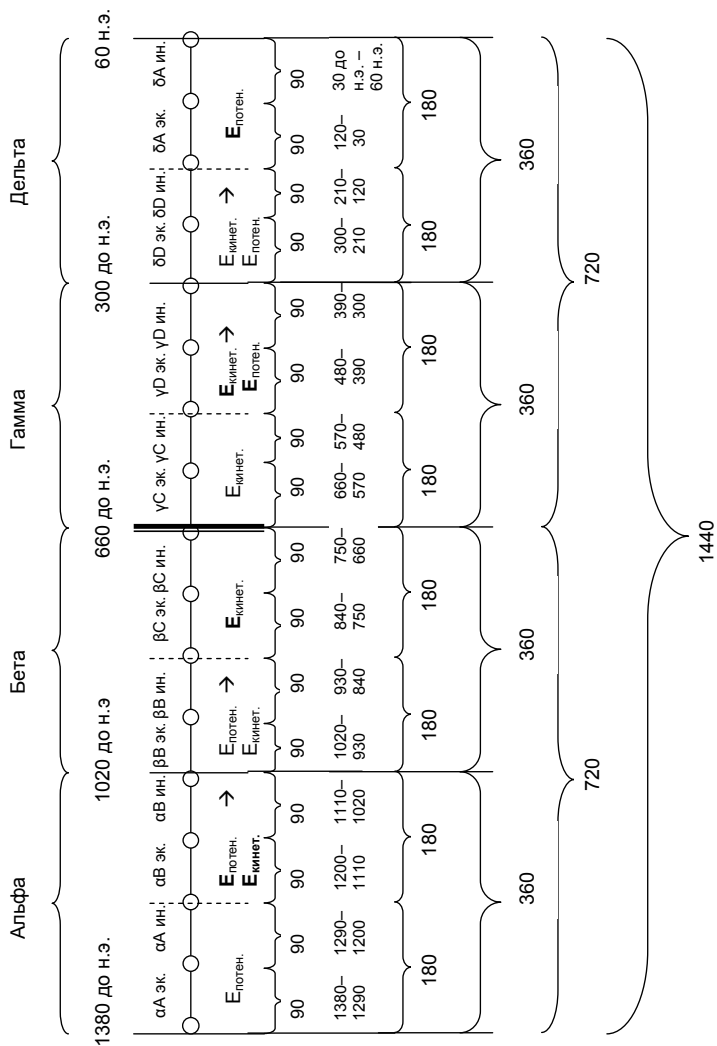 Альфа Бета Гамма Дельта
1380 до н.э. 1020 до н.э 660 до н.э. 300 до н.э. 60 н.э.
αA эк. αA ин. αB эк. αB ин. βB эк. βB ин. βC эк. βC ин. γC эк. γC ин. γD эк. γD ин. δD эк. δD ин. δA эк. δA ин.
Eпотен. Eпотен. → Eпотен. → Eкинет. Eкинет. Eкинет. → Eкинет. → Eпотен.
Eкинет. Eкинет. Eпотен. Eпотен.
90 90 90 90 90 90 90 90 90 90 90 90 90 90 90 90
1380– 1290– 1200– 1110– 1020– 930– 840– 750– 660– 570– 480– 390– 300– 210– 120– 30 до
1290 1200 1110 1020 930 840 750 660 570 480 390 300 210 120 30 н.э. –
60 н.э.
180 180 180 180 180 180 180 180
360 360 360 360
720 720
1440